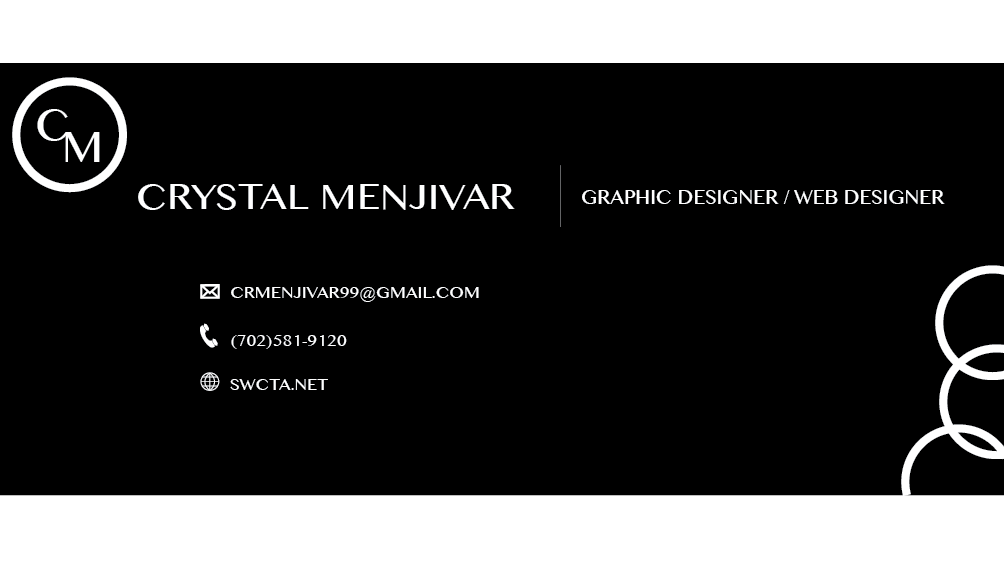 CM
CRYSTAL MENJIVAR
GRAPHIC DESIGNER / WEB DESIGNER
CRMENJIVAR99@GMAIL.COM
(702)581-9120
SWCTA.NET